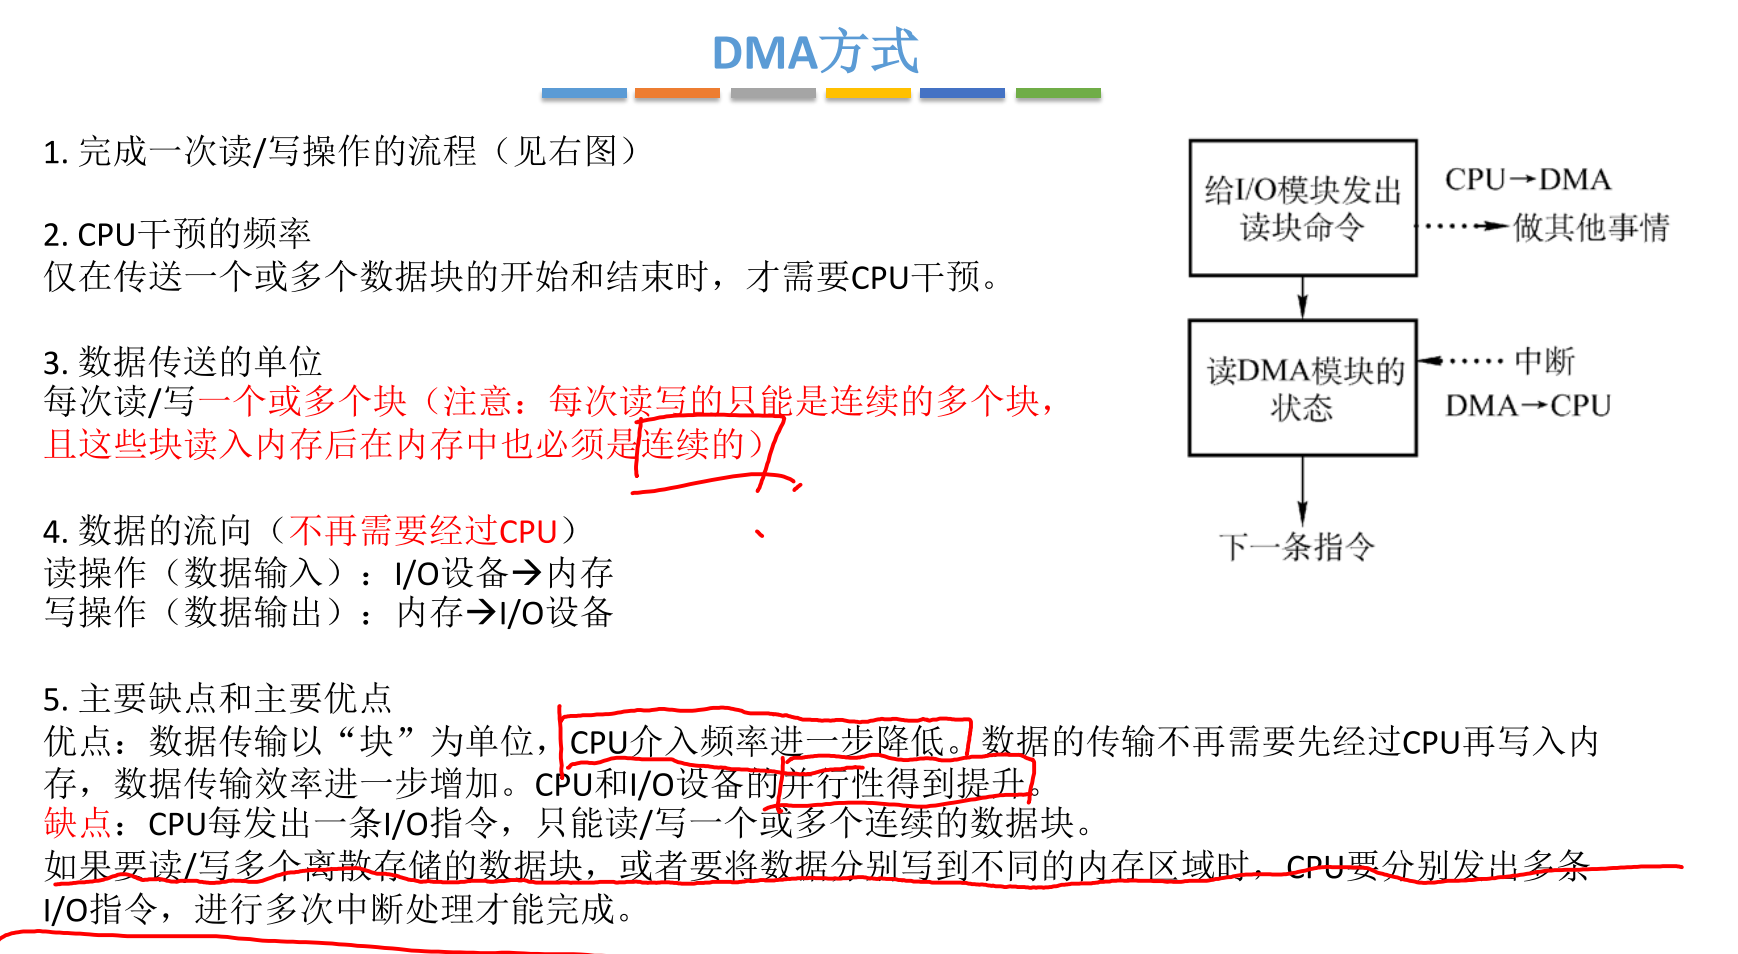 DMA方式
1. 完成一次读/写操作的流程（见右图）
2. CPU干预的频率
仅在传送一个或多个数据块的开始和结束时，才需要CPU干预。
3. 数据传送的单位
每次读/写一个或多个块（注意：每次读写的只能是连续的多个块，
且这些块读入内存后在内存中也必须是连续的）
4. 数据的流向（不再需要经过CPU）
读操作（数据输入）：I/O设备→内存
写操作（数据输出）：内存→I/O设备
5. 主要缺点和主要优点
优点：数据传输以“块”为单位，CPU介入频率进一步降低。数据的传输不再需要先经过CPU再写入内
存，数据传输效率进一步增加。CPU和I/O设备的并行性得到提升。
缺点：CPU每发出一条I/O指令，只能读/写一个或多个连续的数据块。
如果要读/写多个离散存储的数据块，或者要将数据分别写到不同的内存区域时，CPU要分别发出多条
I/O指令，进行多次中断处理才能完成。
给I/O模块发出
读块命令
CPU→DMA
做其他事情
读DMA模块的
状态
中断
DMA→CPU
下一条指令